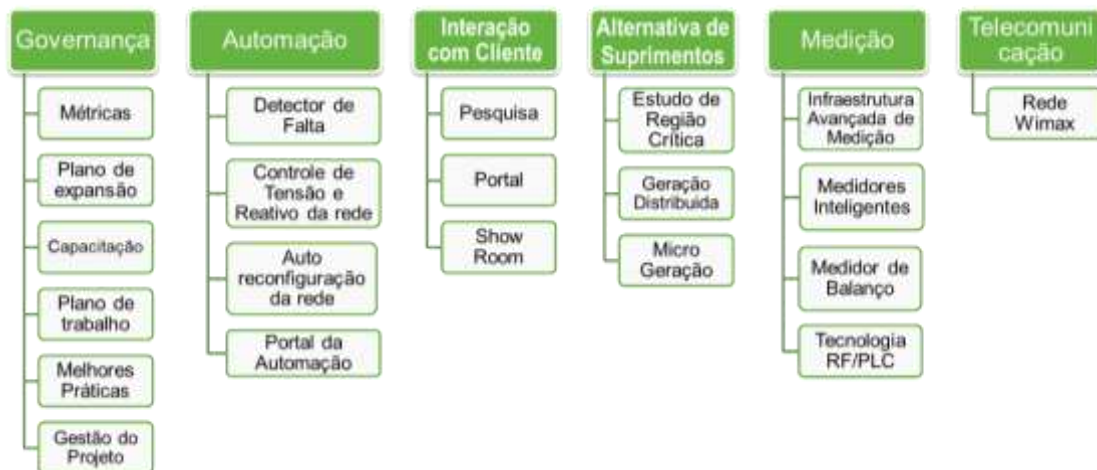 Governança
Métricas
Plano de
expansão
Capacitação
Plano de
trabalho
Melhores
Práticas
Gestão do
Projeto
Automação
Detector de
Falta
Controle de
Tensão e
Reativo da rede
Auto
reconfiguração
da rede
Portal da
Automação
Interação
com Cliente
Pesquisa
Portal
Show
Room
Alternativa de
Suprimentos
Estudo de
Região
Crítica
Geração
Distribuida
Micro
Geração
Medição
Infraestrutura
Avançada de
Medição
Medidores
Inteligentes
Medidor de
Balanço
Tecnologia
RF/PLC
Telecomuni
cação
Rede
Wimax